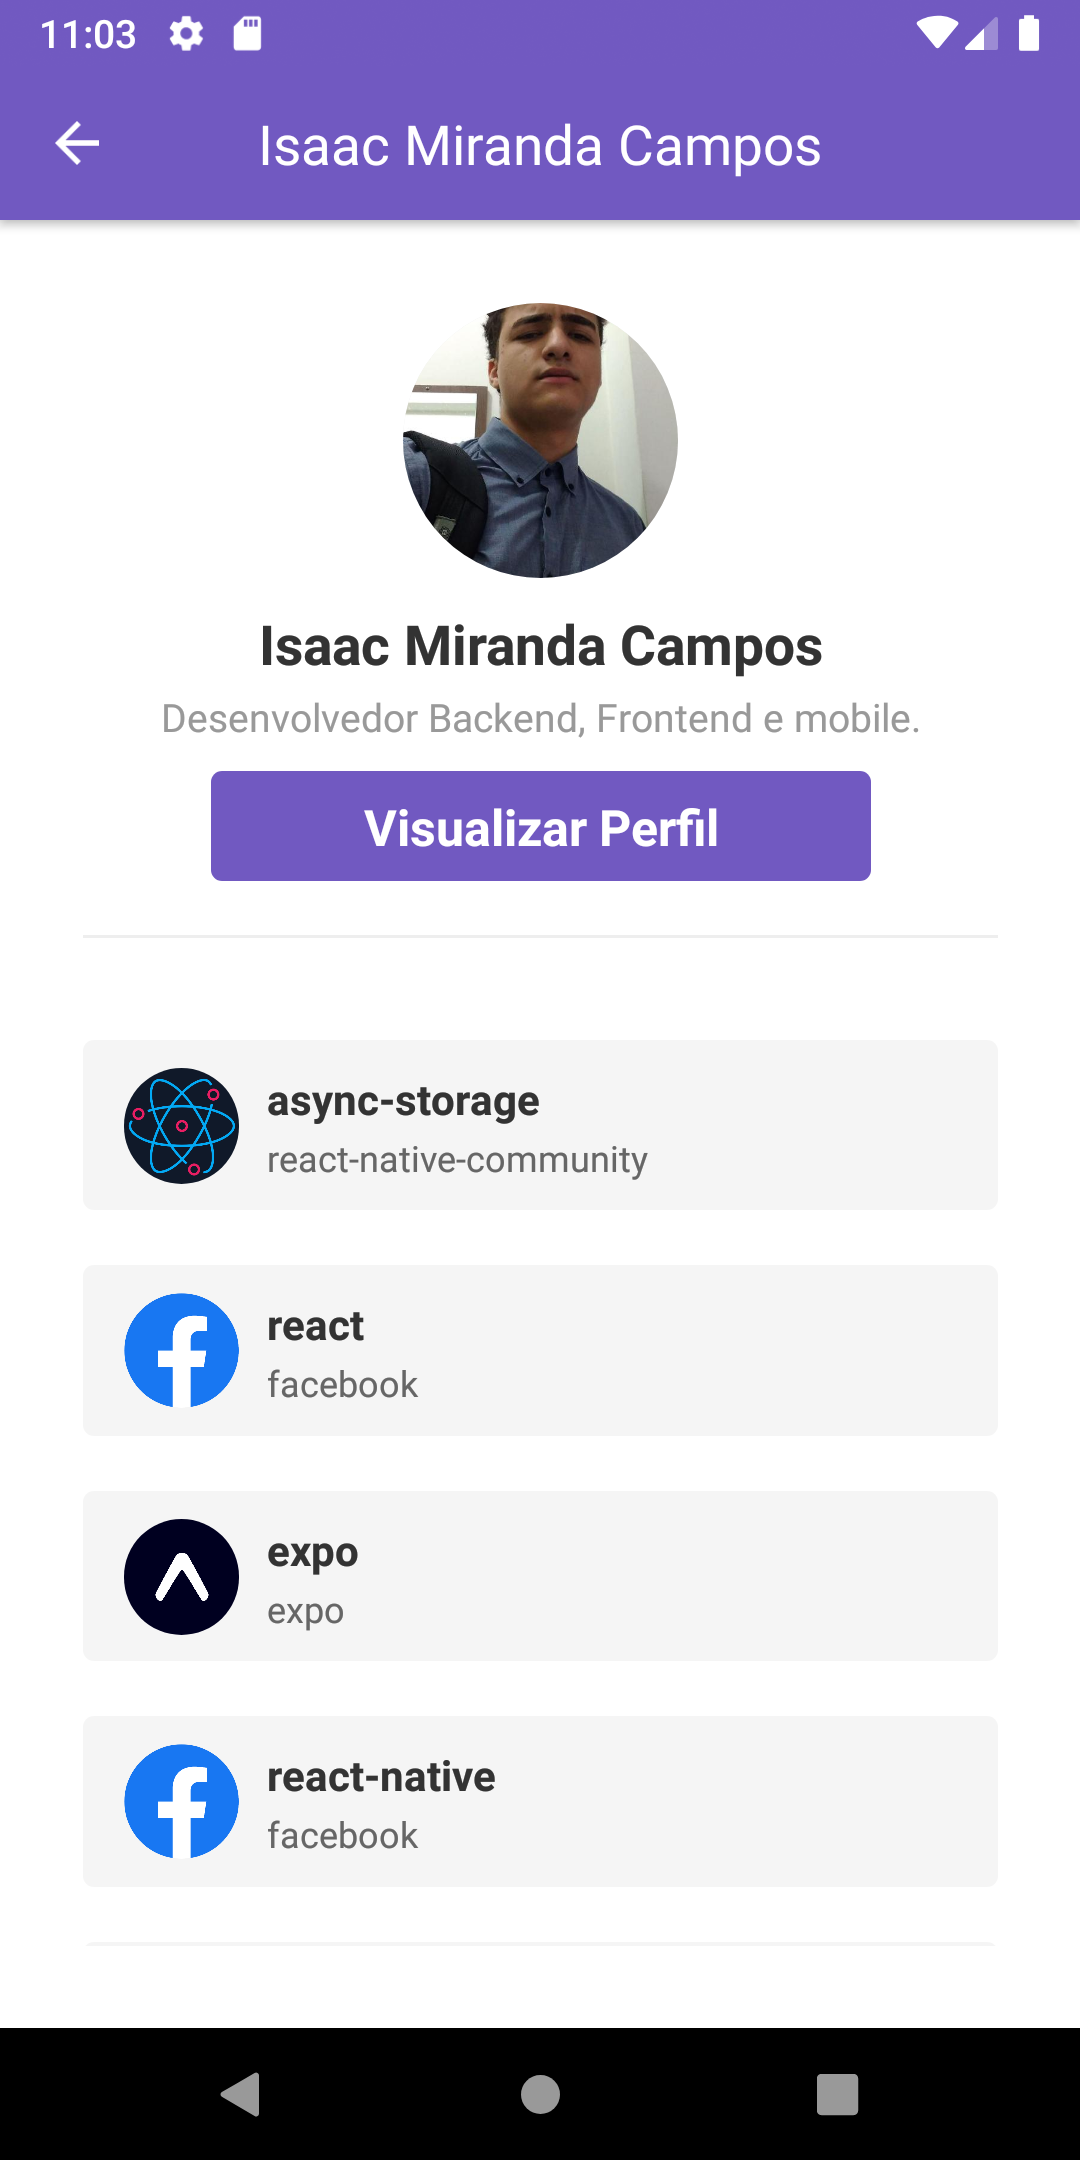 11:03
Isaac Miranda Campos
Isaac Miranda Campos
Desenvolvedor Backend, Frontend e mobile.
Visualizar Perfil
async-storage
react-native-community
react
facebook
expo
expo
react-native
facebook